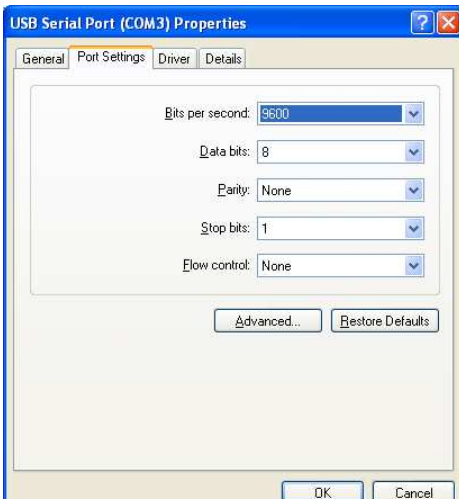 USB Serial Port (COM3) Properties
General Port Settings Driver Details
Bits per second: 9600
Data bits: 8
Parity: None
Stop bits: 1
Flow control: None
Advanced... Restore Defaults
OK Cancel